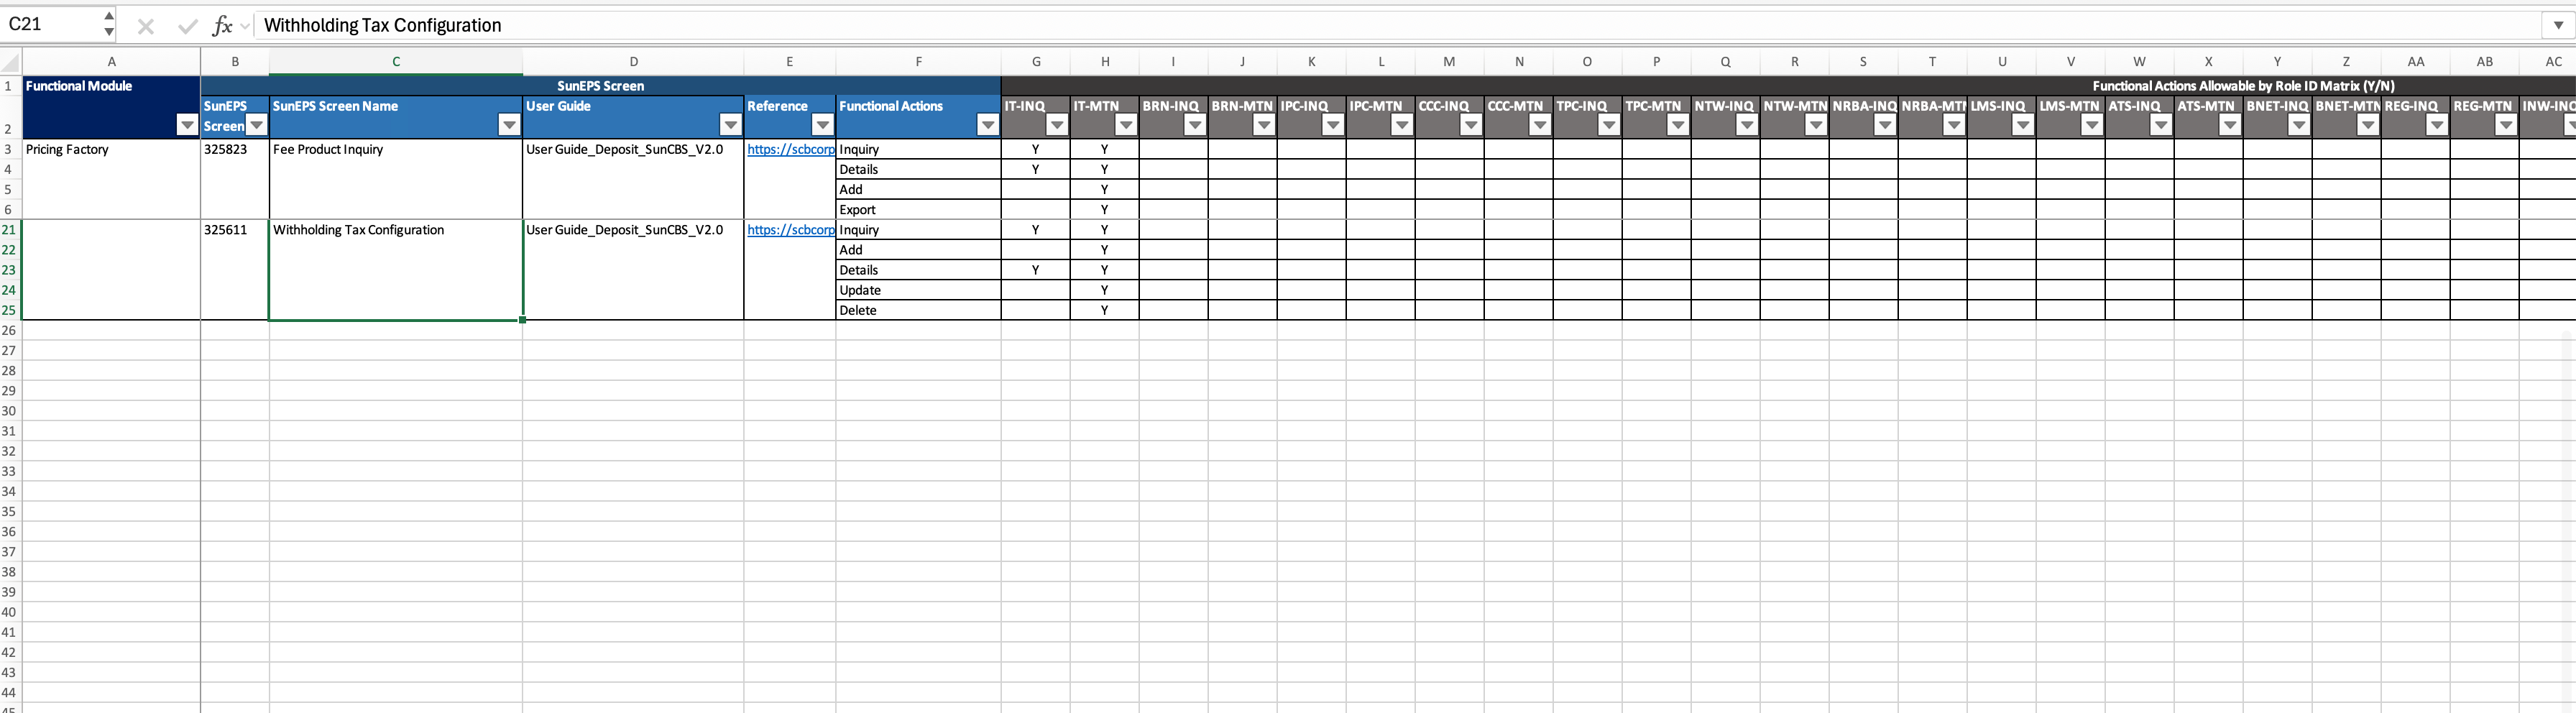 C21 fx Withholding Tax Configuration
A B C D E F G H I J K L M N O P Q R S T U V W X Y Z AA AB AC
1 Functional Module SunEPS Screen Functional Actions Allowable by Role ID Matrix (Y/N)
SunEPS SunEPS Screen Name User Guide Reference Functional Actions IT-INQ IT-MTN BRN-INQ BRN-MTN IPC-INQ IPC-MTN CCC-INQ CCC-MTN TPC-INQ TPC-MTN NTW-INQ NTW-MTN NRBA-INQ NRBA-MTN LMS-INQ LMS-MTN ATS-INQ ATS-MTN BNET-INQ BNET-MTN REG-INQ REG-MTN INW-INQ
2 Screen
3 Pricing Factory 325823 Fee Product Inquiry User Guide_Deposit_SunCBS_V2.0 https://scbcorp Inquiry Y Y
4 Details Y Y
5 Add Y
6 Export Y
21 325611 Withholding Tax Configuration User Guide_Deposit_SunCBS_V2.0 https://scbcorp Inquiry Y Y
22 Add Y
23 Details Y Y
24 Update Y
25 Delete Y
26
27
28
29
30
31
32
33
34
35
36
37
38
39
40
41
42
43
44
45